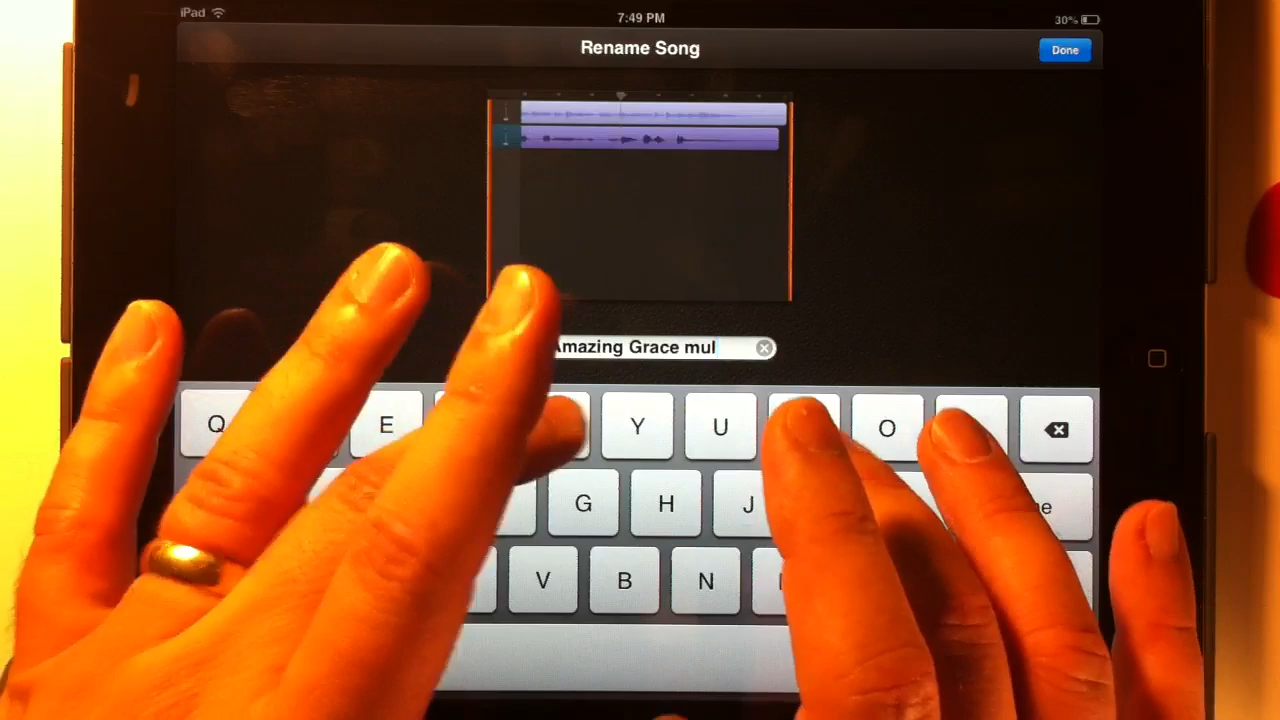 iPad 7:49 PM 30%
Rename Song Done
Amazing Grace mul
Q E Y U O
G H J
V B N